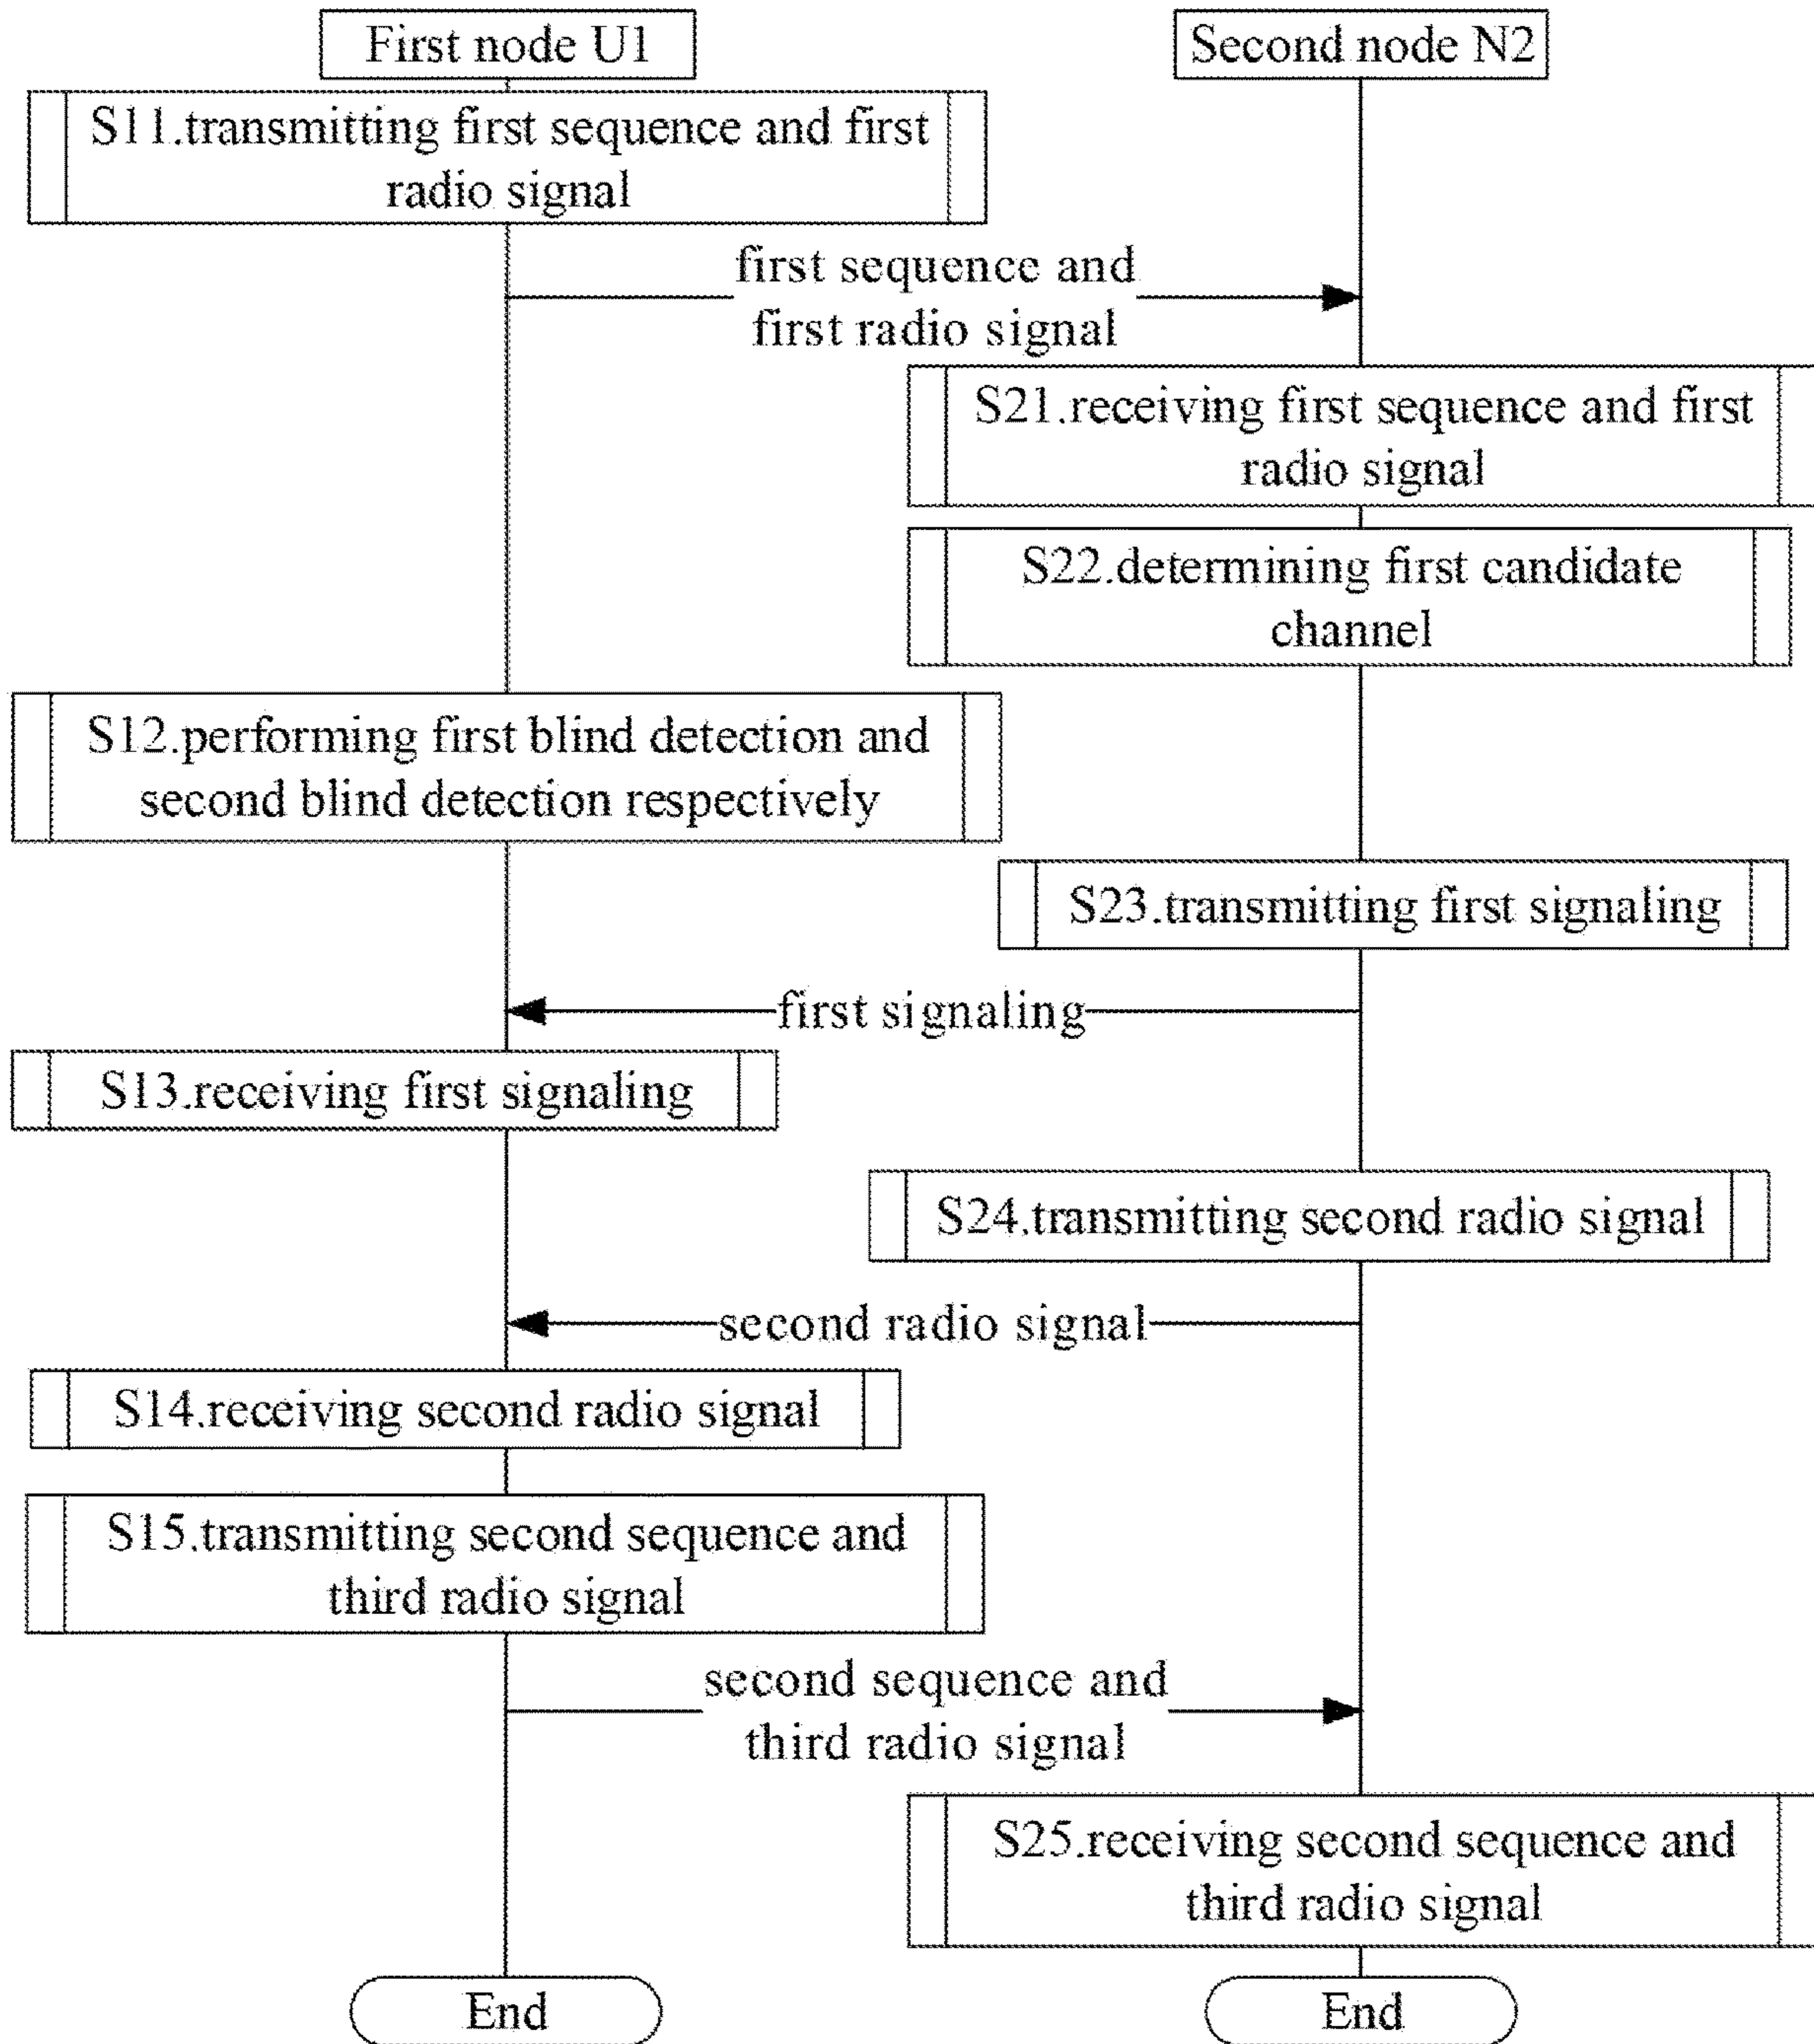 First node U1
Second node N2
S11.transmitting first sequence and first
radio signal
first sequence and
first radio signal
S21.receiving first sequence and first
radio signal
S22.determining first candidate
channel
S12.performing first blind detection and
second blind detection respectively
S23.transmitting first signaling
first signaling
S13.receiving first signaling
S24.transmitting second radio signal
second radio signal
S14.receiving second radio signal
S15.transmitting second sequence and
third radio signal
second sequence and
third radio signal
S25.receiving second sequence and
third radio signal
End
End